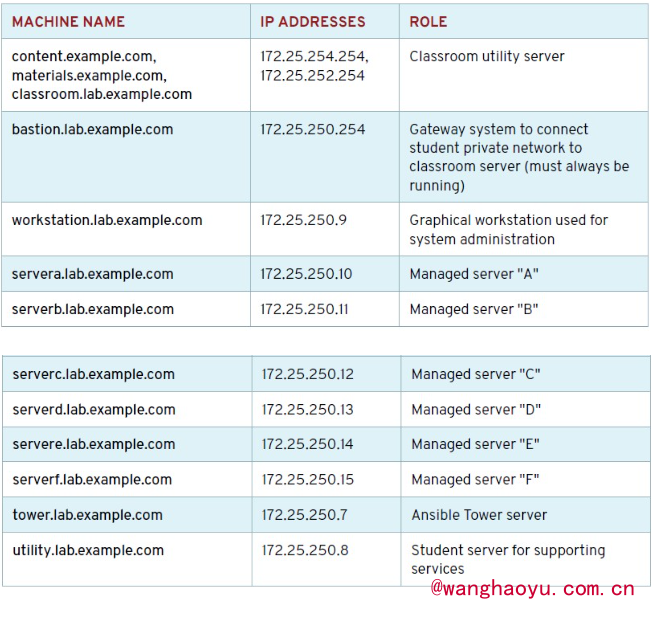 MACHINE NAME IP ADDRESSES ROLE
content.example.com, 172.25.254.254, Classroom utility server
materials.example.com, 172.25.252.254
classroom.lab.example.com
bastion.lab.example.com 172.25.250.254 Gateway system to connect
student private network to
classroom server (must always be
running)
workstation.lab.example.com 172.25.250.9 Graphical workstation used for
system administration
servera.lab.example.com 172.25.250.10 Managed server "A"
serverb.lab.example.com 172.25.250.11 Managed server "B"
serverc.lab.example.com 172.25.250.12 Managed server "C"
serverd.lab.example.com 172.25.250.13 Managed server "D"
servere.lab.example.com 172.25.250.14 Managed server "E"
serverf.lab.example.com 172.25.250.15 Managed server "F"
tower.lab.example.com 172.25.250.7 Ansible Tower server
utility.lab.example.com 172.25.250.8 Student server for supporting
services
@wanghaoyu.com.cn